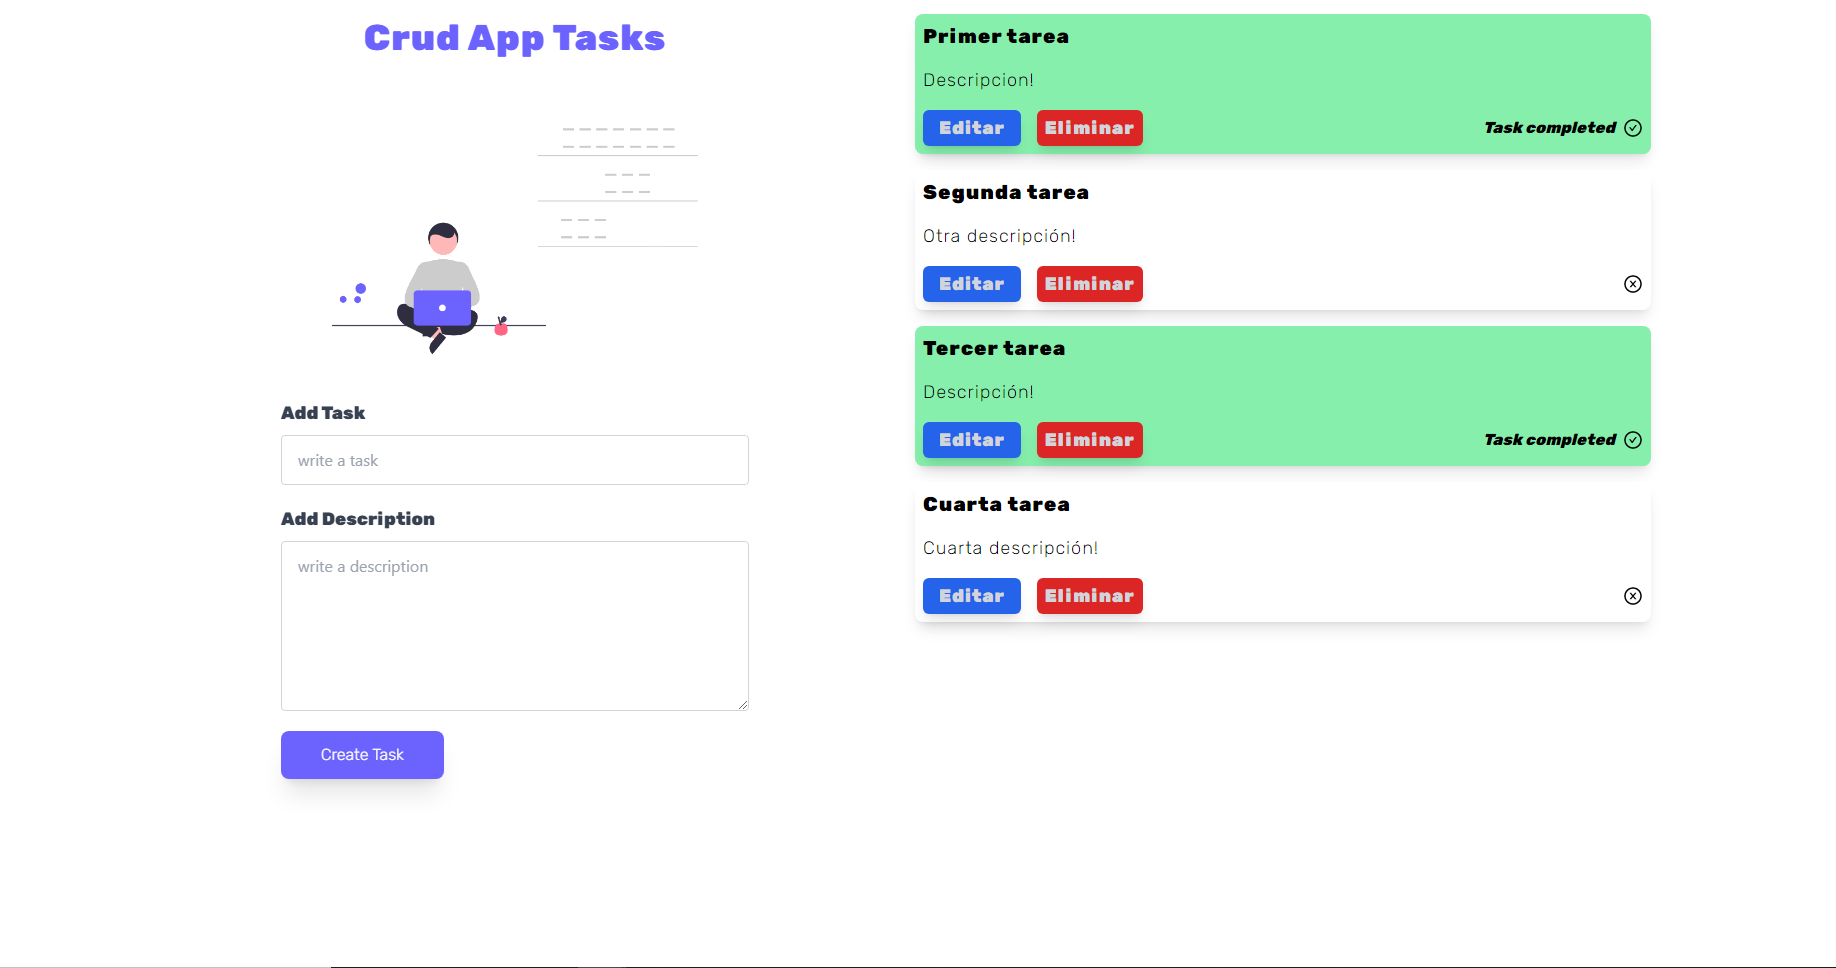 Crud App Tasks
Add Task
write a task
Add Description
write a description
Create Task
Primer tarea
Descripcion!
Editar Eliminar Task completed
Segunda tarea
Otra descripción!
Editar Eliminar
Tercer tarea
Descripción!
Editar Eliminar Task completed
Cuarta tarea
Cuarta descripción!
Editar Eliminar